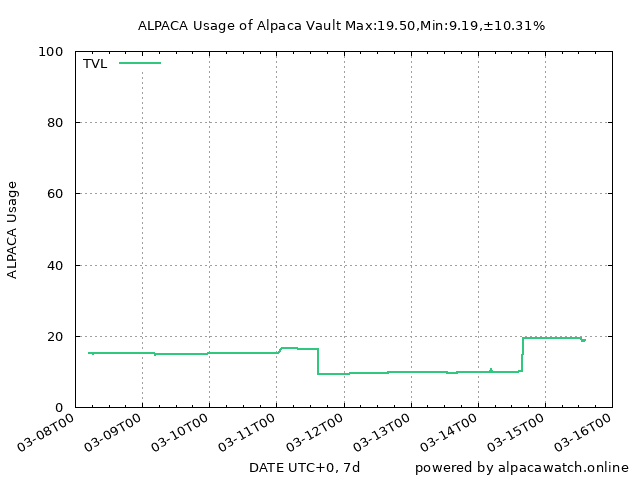 ALPACA Usage of Alpaca Vault Max:19.50,Min:9.19,±10.31%
100
80
60
40
20
0
TVL
ALPACA Usage
03-08T00
03-09T00
03-10T00
03-11T00
03-12T00
03-13T00
03-14T00
03-15T00
03-16T00
DATE UTC+0, 7d
powered by alpacawatch.online